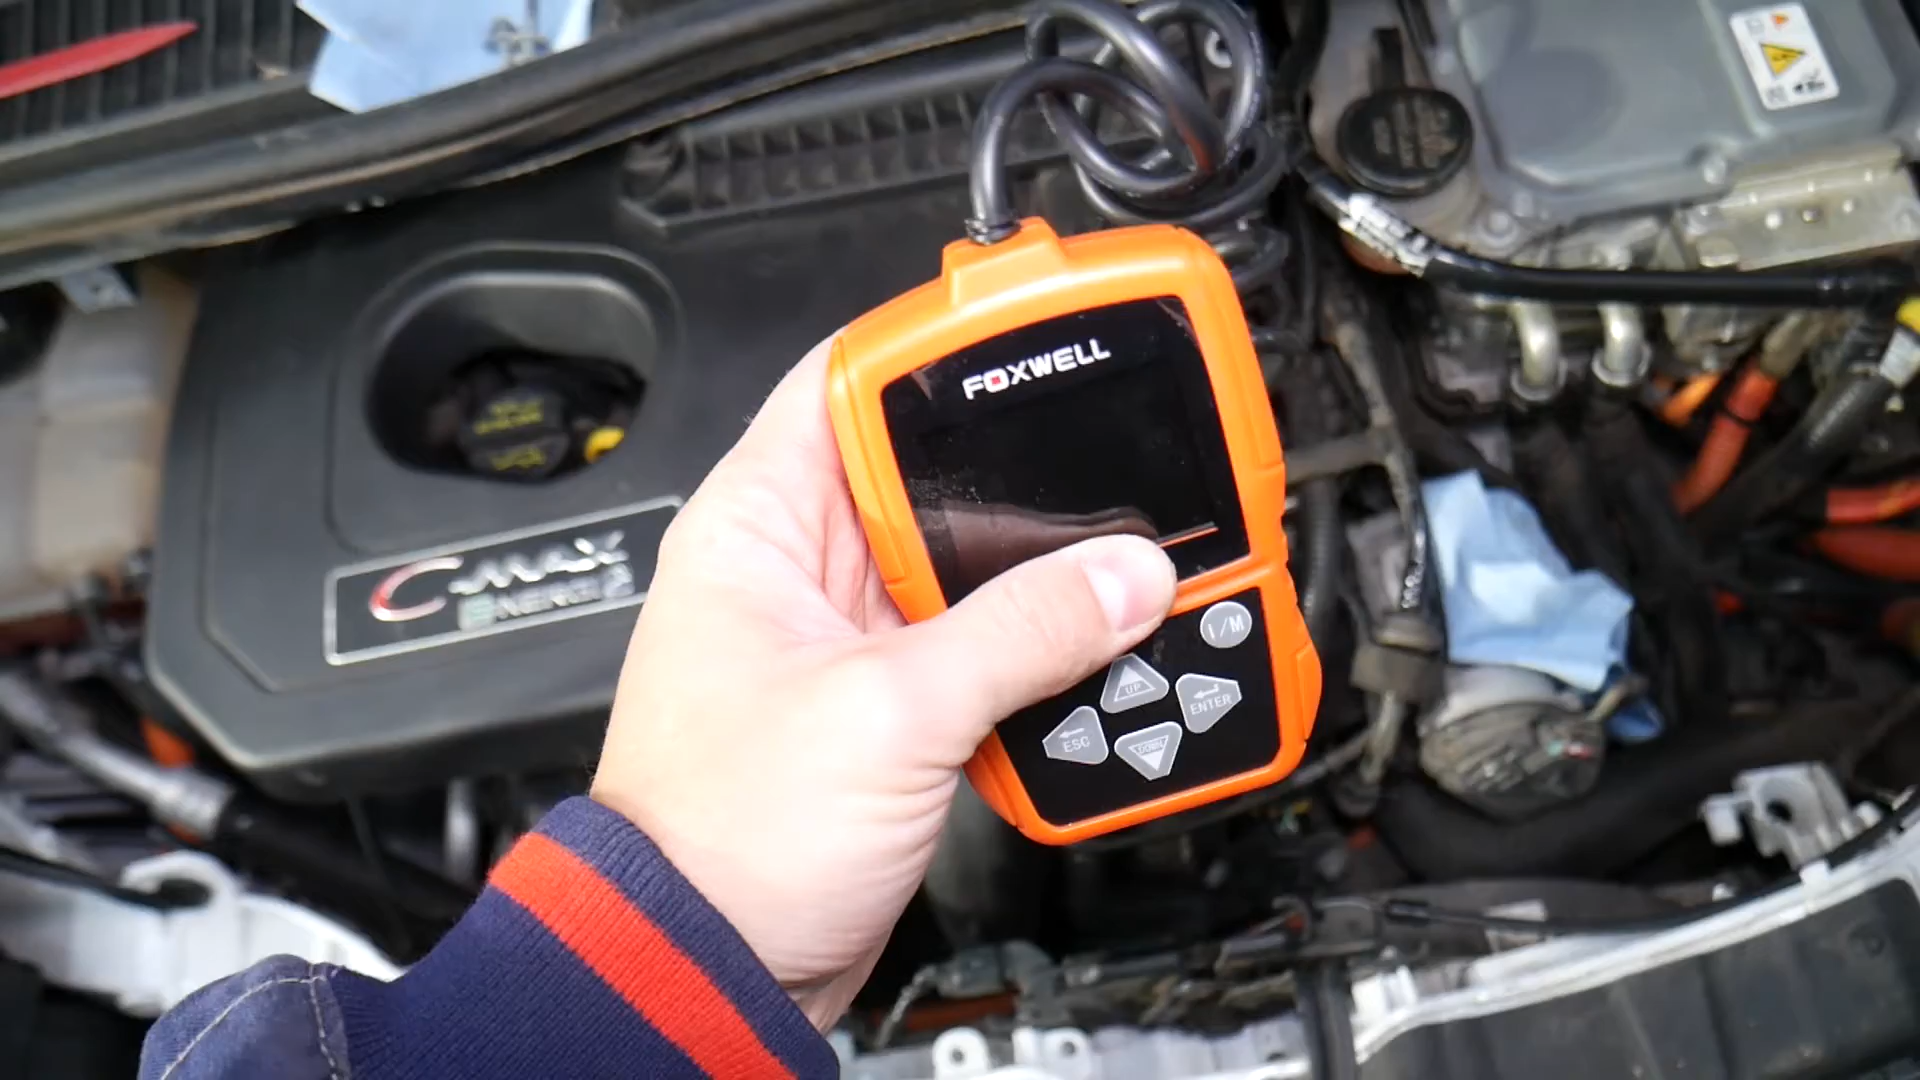 FOXWELL
C-MAX
ENERGI
I/M
UP
ENTER
ESC
DOWN